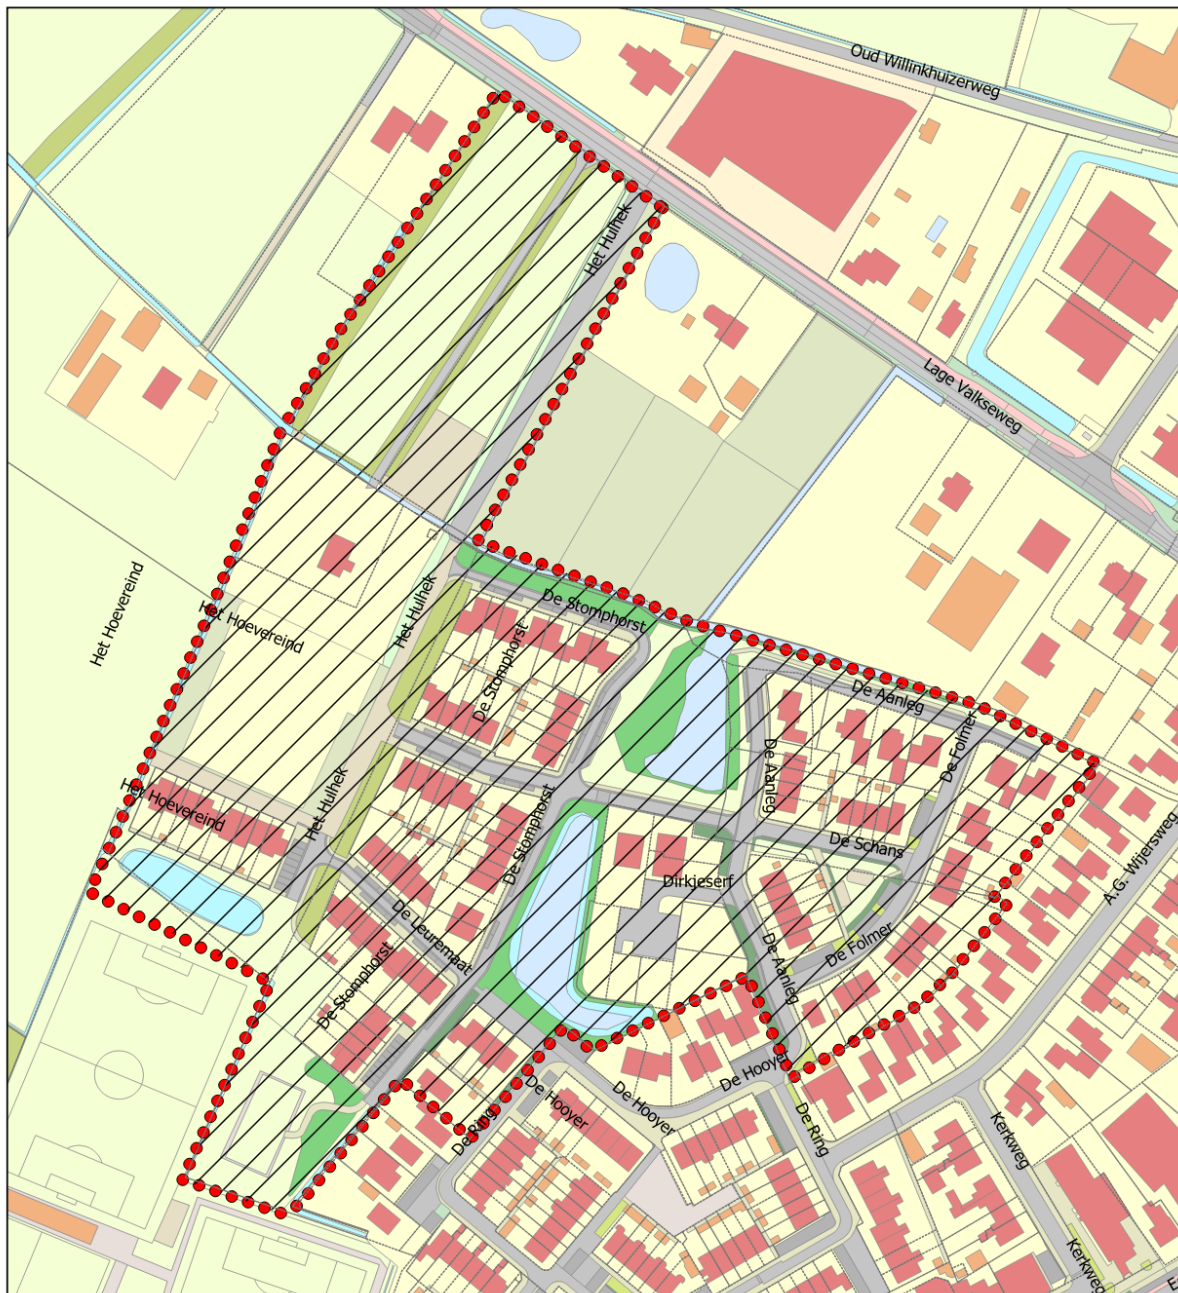 Oud Willinkhuizerweg
Het Hulhek
Lage Valkseweg
Het Hoevereind
Het Hoevereind
Het Hulhek
De Stomphorst
De Stomphorst
De Aanleg
De Folmer
De Aanleg
Het Hoevereind
Het Hulhek
De Stomphorst
De Schans
A.G. Wijersweg
Dirkjeserf
De Leuremaat
De Folmer
De Stomphorst
De Aanleg
De Hooyer
De Hooyer
De Hooyer
De Ring
De Ring
Kerkweg
Kerkweg